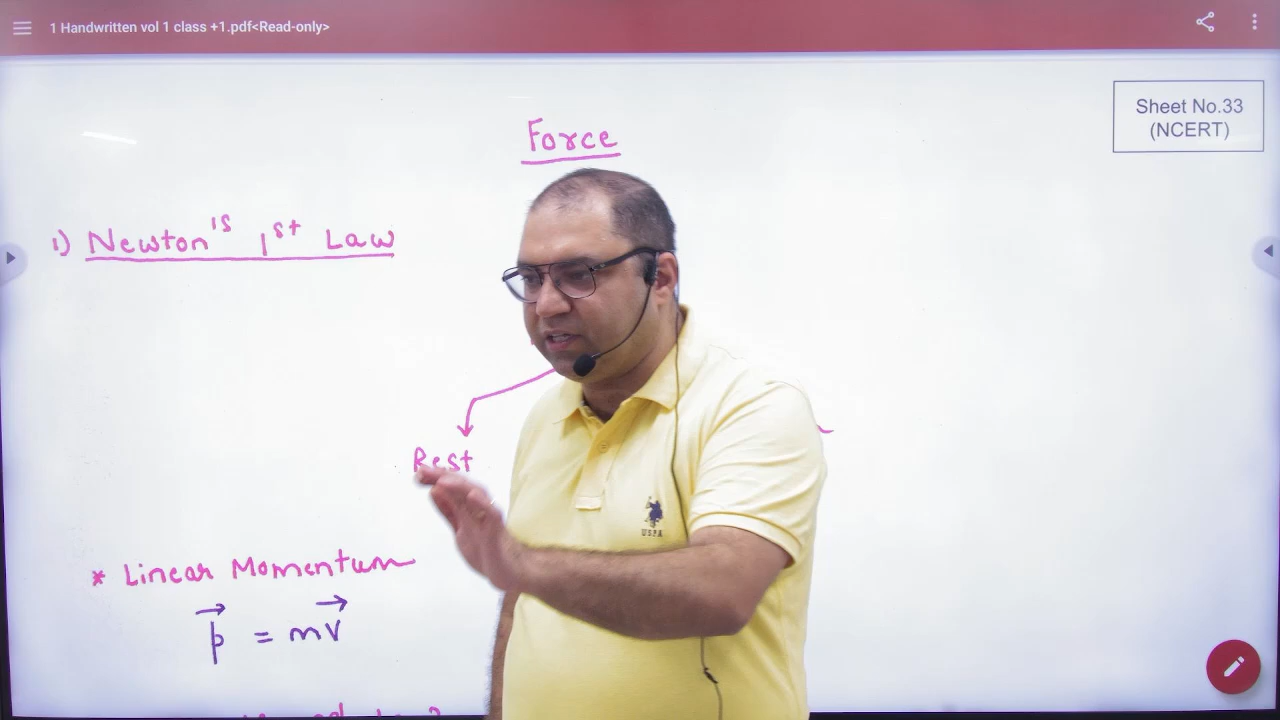 1 Handwritten vol 1 class +1.pdf<Read-only>
Sheet No.33
(NCERT)
Force
1) Newton's 1st Law
Rest
* Linear Momentum
p⃗ = mv⃗
USPA